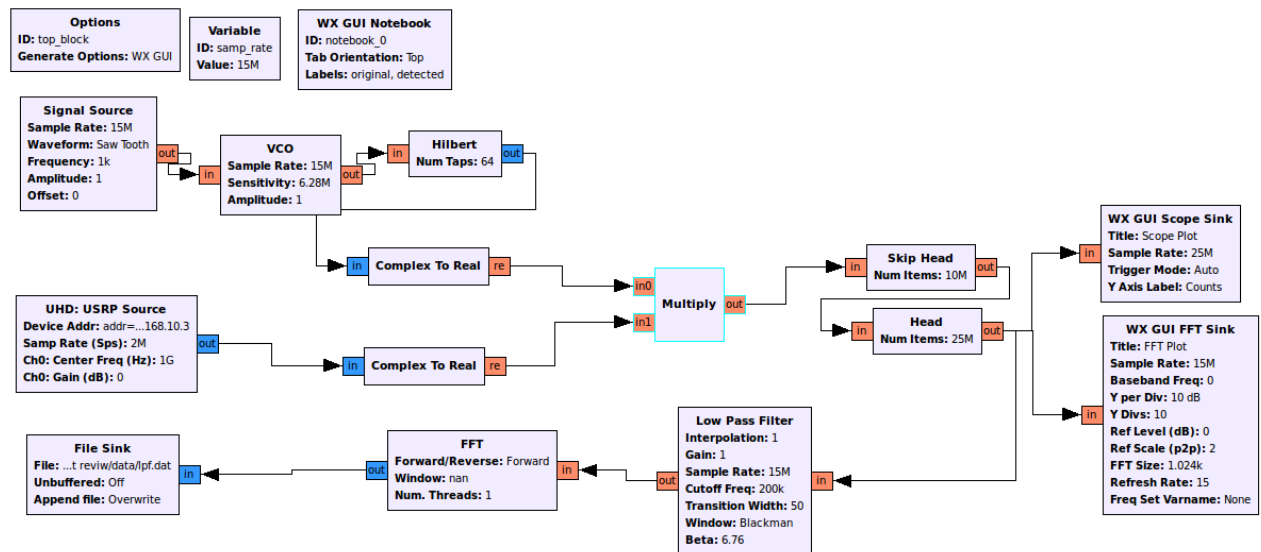 Options
ID: top_block
Generate Options: WX GUI
Variable
ID: samp_rate
Value: 15M
WX GUI Notebook
ID: notebook_0
Tab Orientation: Top
Labels: original, detected
Signal Source
Sample Rate: 15M
Waveform: Saw Tooth
Frequency: 1k
Amplitude: 1
Offset: 0
out
in
VCO
Sample Rate: 15M
Sensitivity: 6.28M
Amplitude: 1
out
in
Hilbert
Num Taps: 64
out
in
Complex To Real
re
UHD: USRP Source
Device Addr: addr=...168.10.3
Samp Rate (Sps): 2M
Ch0: Center Freq (Hz): 1G
Ch0: Gain (dB): 0
out
in
Complex To Real
re
in0
in1
Multiply
out
in
Skip Head
Num Items: 10M
out
in
Head
Num Items: 25M
out
in
WX GUI Scope Sink
Title: Scope Plot
Sample Rate: 25M
Trigger Mode: Auto
Y Axis Label: Counts
in
WX GUI FFT Sink
Title: FFT Plot
Sample Rate: 15M
Baseband Freq: 0
Y per Div: 10 dB
Y Divs: 10
Ref Level (dB): 0
Ref Scale (p2p): 2
FFT Size: 1.024k
Refresh Rate: 15
Freq Set Varname: None
File Sink
File: ...t reviw/data/lpf.dat
Unbuffered: Off
Append file: Overwrite
in
out
FFT
Forward/Reverse: Forward
Window: nan
Num. Threads: 1
in
out
Low Pass Filter
Interpolation: 1
Gain: 1
Sample Rate: 15M
Cutoff Freq: 200k
Transition Width: 50
Window: Blackman
Beta: 6.76
in